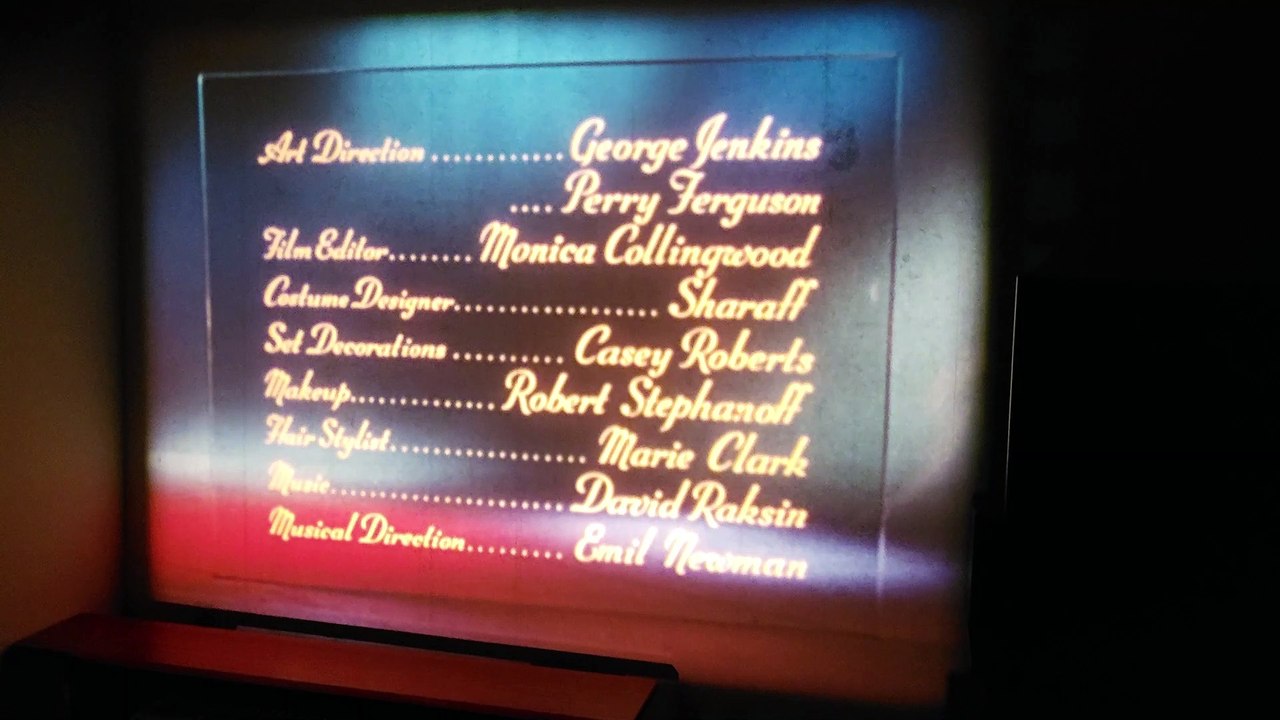 Art Direction ............ George Jenkins
.... Perry Ferguson
Film Editor........ Monica Collingwood
Costume Designer.................. Sharaff
Set Decorations .......... Casey Roberts
Makeup............. Robert Stephanoff
Hair Stylist.................. Marie Clark
Music..................... David Raksin
Musical Direction......... Emil Newman